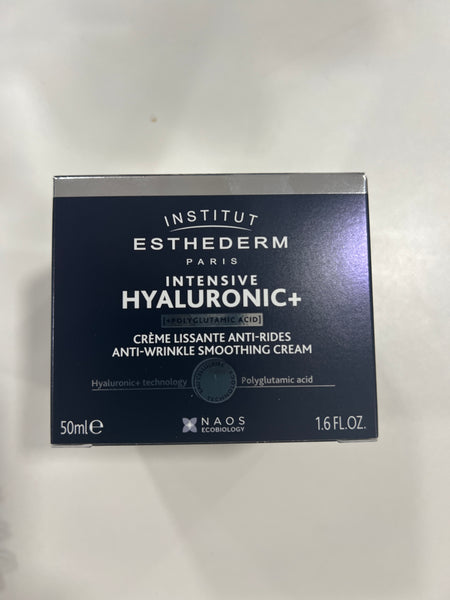 INSTITUT
ESTHEDERM
PARIS
INTENSIVE
HYALURONIC+
[+POLYGLUTAMIC ACID]
CRÈME LISSANTE ANTI-RIDES
ANTI-WRINKLE SMOOTHING CREAM
Hyaluronic+ technology
Polyglutamic acid
50ml℮
NAOS
ECOBIOLOGY
1.6 FL.OZ.